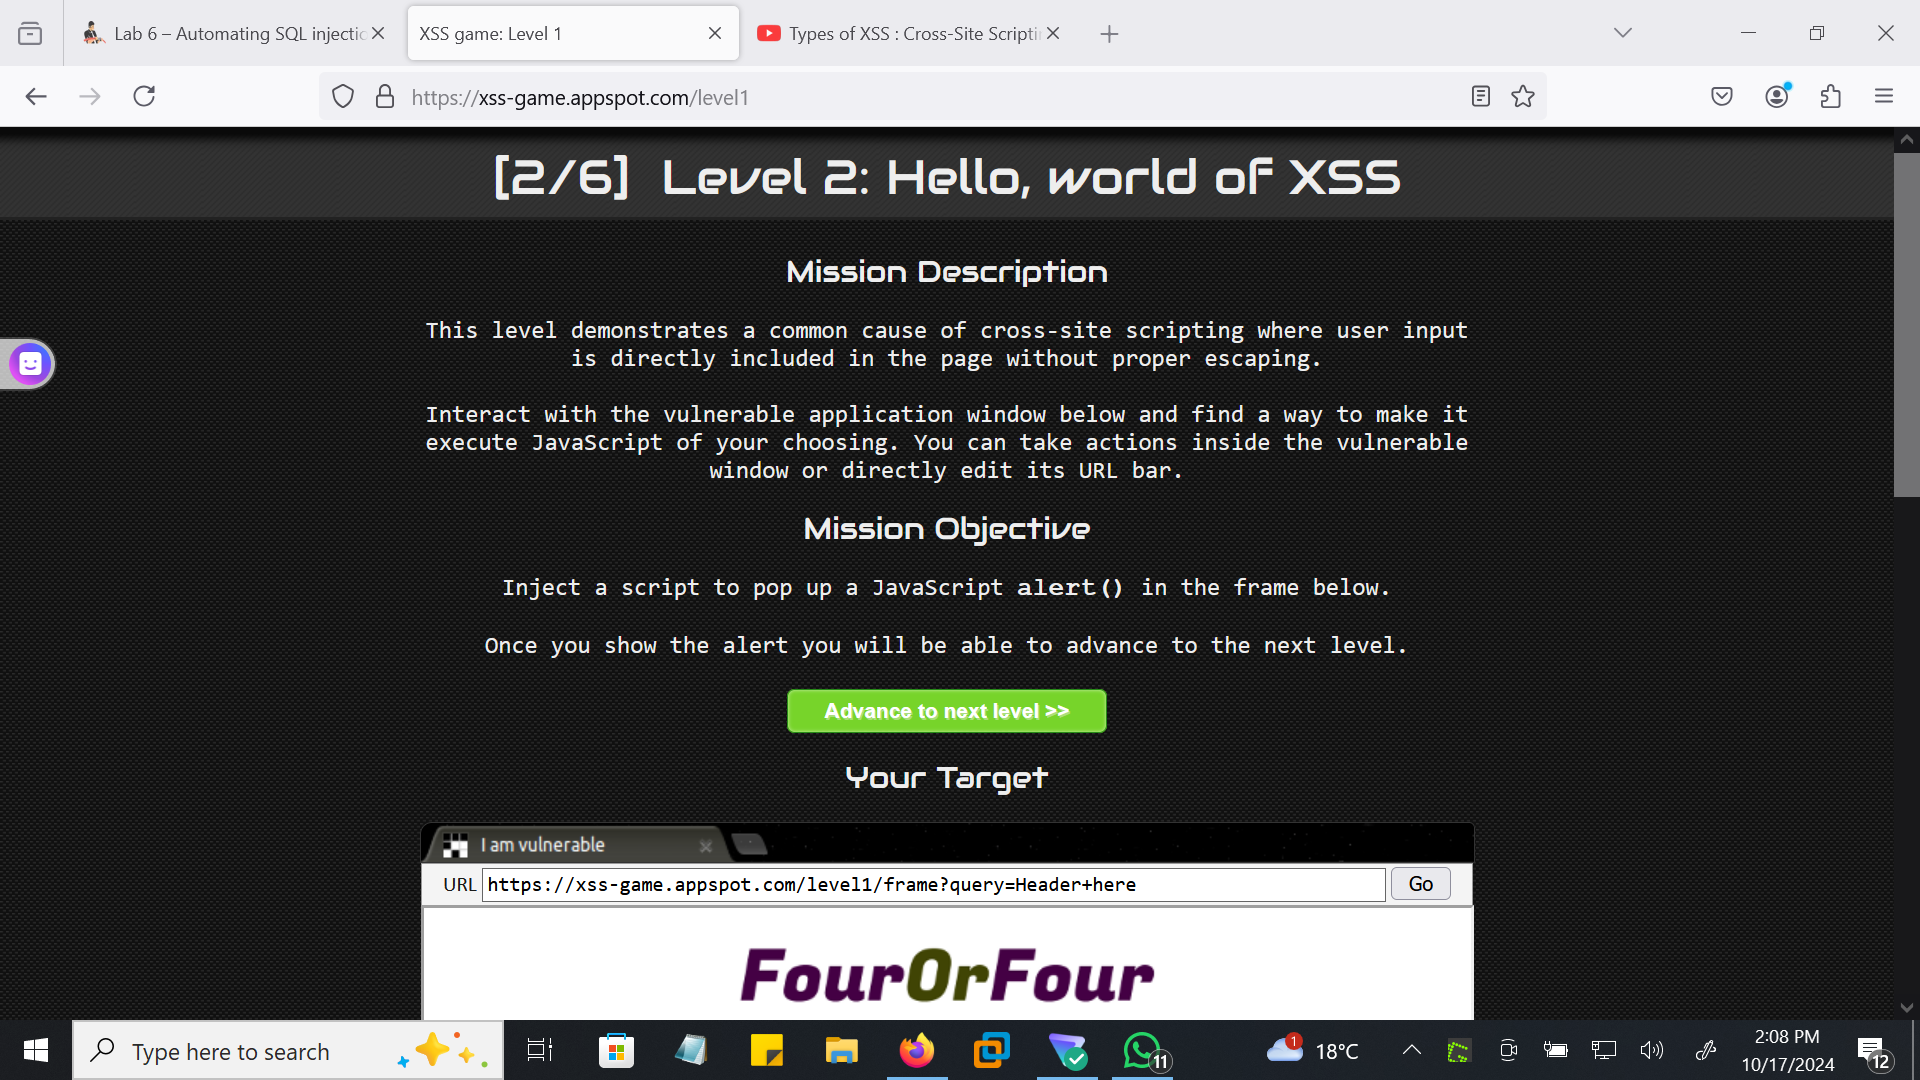 Lab 6 – Automating SQL injectio
XSS game: Level 1
Types of XSS : Cross-Site Scripti
https://xss-game.appspot.com/level1
[2/6] Level 2: Hello, world of XSS
Mission Description
This level demonstrates a common cause of cross-site scripting where user input
is directly included in the page without proper escaping.
Interact with the vulnerable application window below and find a way to make it
execute JavaScript of your choosing. You can take actions inside the vulnerable
window or directly edit its URL bar.
Mission Objective
Inject a script to pop up a JavaScript alert() in the frame below.
Once you show the alert you will be able to advance to the next level.
Advance to next level >>
Your Target
I am vulnerable
URL https://xss-game.appspot.com/level1/frame?query=Header+here Go
FourOrFour
Type here to search
11
1
18°C
2:08 PM
10/17/2024
12